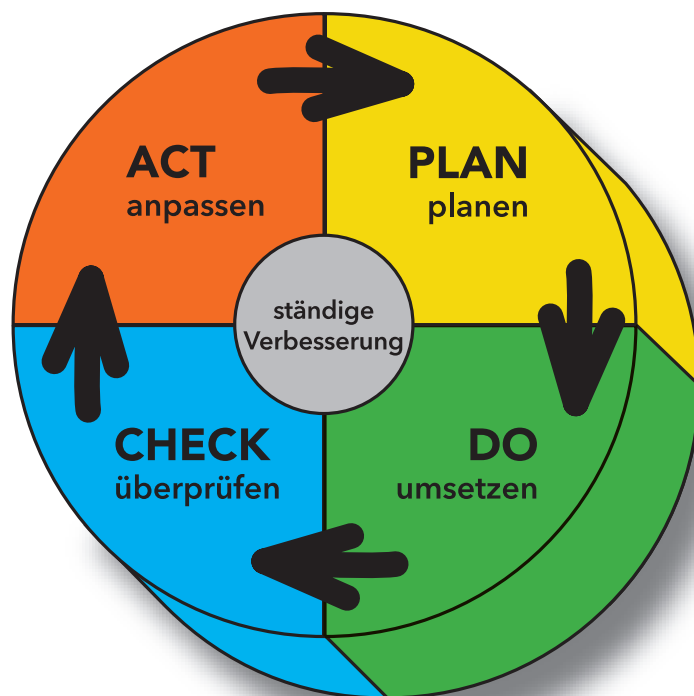 ACT
anpassen
PLAN
planen
ständige
Verbesserung
CHECK
überprüfen
DO
umsetzen